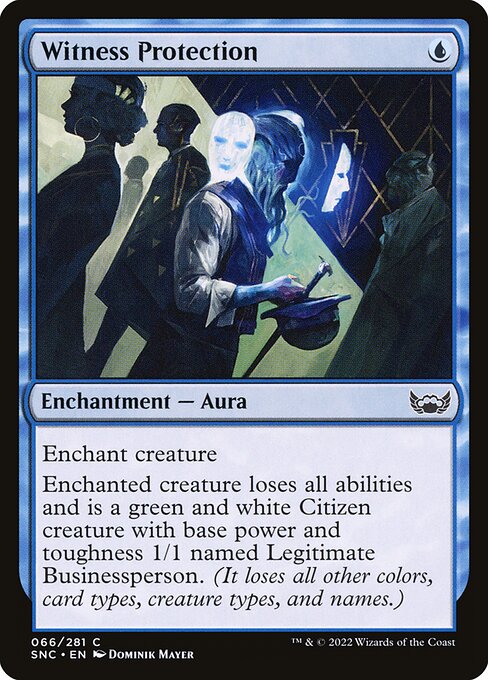 Witness Protection
Enchantment — Aura
Enchant creature
Enchanted creature loses all abilities
and is a green and white Citizen
creature with base power and
toughness 1/1 named Legitimate
Businessperson. (It loses all other colors,
card types, creature types, and names.)
066/281 C
SNC • EN Dominik Mayer
™ & © 2022 Wizards of the Coast